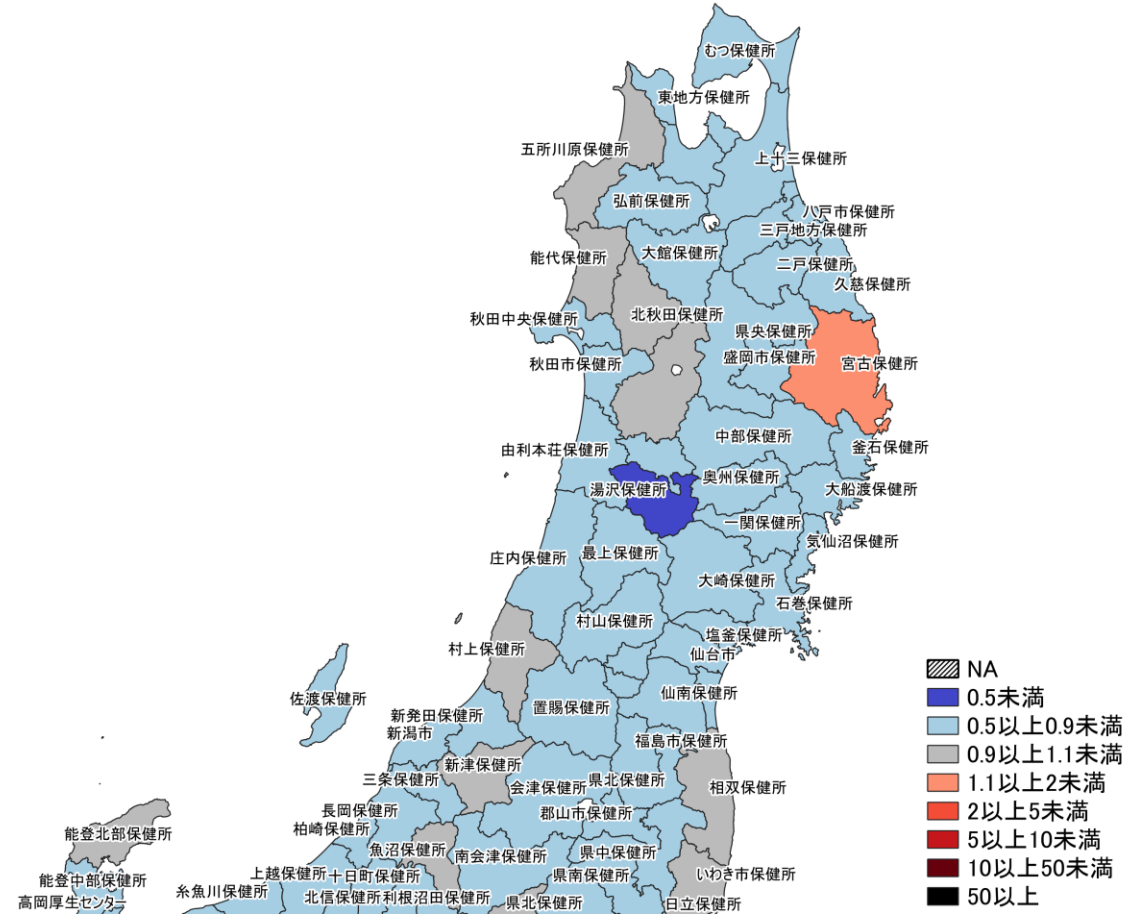 むつ保健所
東地方保健所
五所川原保健所
上十三保健所
弘前保健所
八戸市保健所
三戸地方保健所
大館保健所
能代保健所
二戸保健所
久慈保健所
北秋田保健所
秋田中央保健所
県央保健所
盛岡市保健所
秋田市保健所
宮古保健所
中部保健所
由利本荘保健所
釜石保健所
奥州保健所
湯沢保健所
大船渡保健所
一関保健所
気仙沼保健所
庄内保健所
最上保健所
大崎保健所
石巻保健所
村山保健所
塩釜保健所
村上保健所
仙台市
仙南保健所
佐渡保健所
置賜保健所
新発田保健所
新潟市
福島市保健所
新津保健所
三条保健所
会津保健所
県北保健所
相双保健所
長岡保健所
郡山市保健所
柏崎保健所
能登北部保健所
魚沼保健所
南会津保健所
県中保健所
上越保健所
十日町保健所
県南保健所
いわき市保健所
能登中部保健所
糸魚川保健所
北信保健所
利根沼田保健所
県北保健所
日立保健所
高岡厚生センター
NA
0.5未満
0.5以上0.9未満
0.9以上1.1未満
1.1以上2未満
2以上5未満
5以上10未満
10以上50未満
50以上